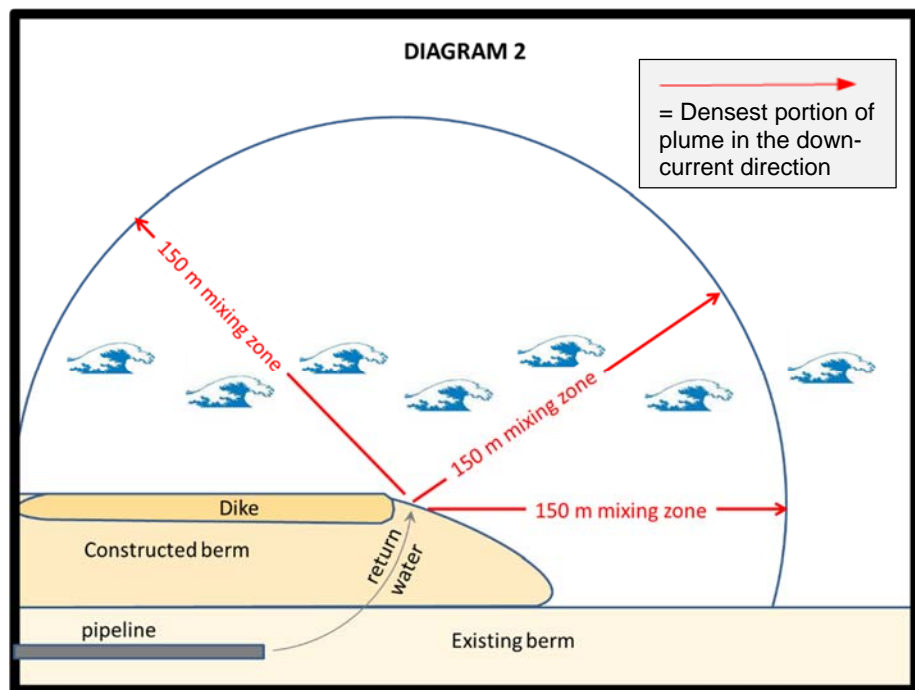 DIAGRAM 2
= Densest portion of
plume in the down-
current direction
150 m mixing zone
150 m mixing zone
150 m mixing zone
Dike
Constructed berm
return
water
pipeline
Existing berm